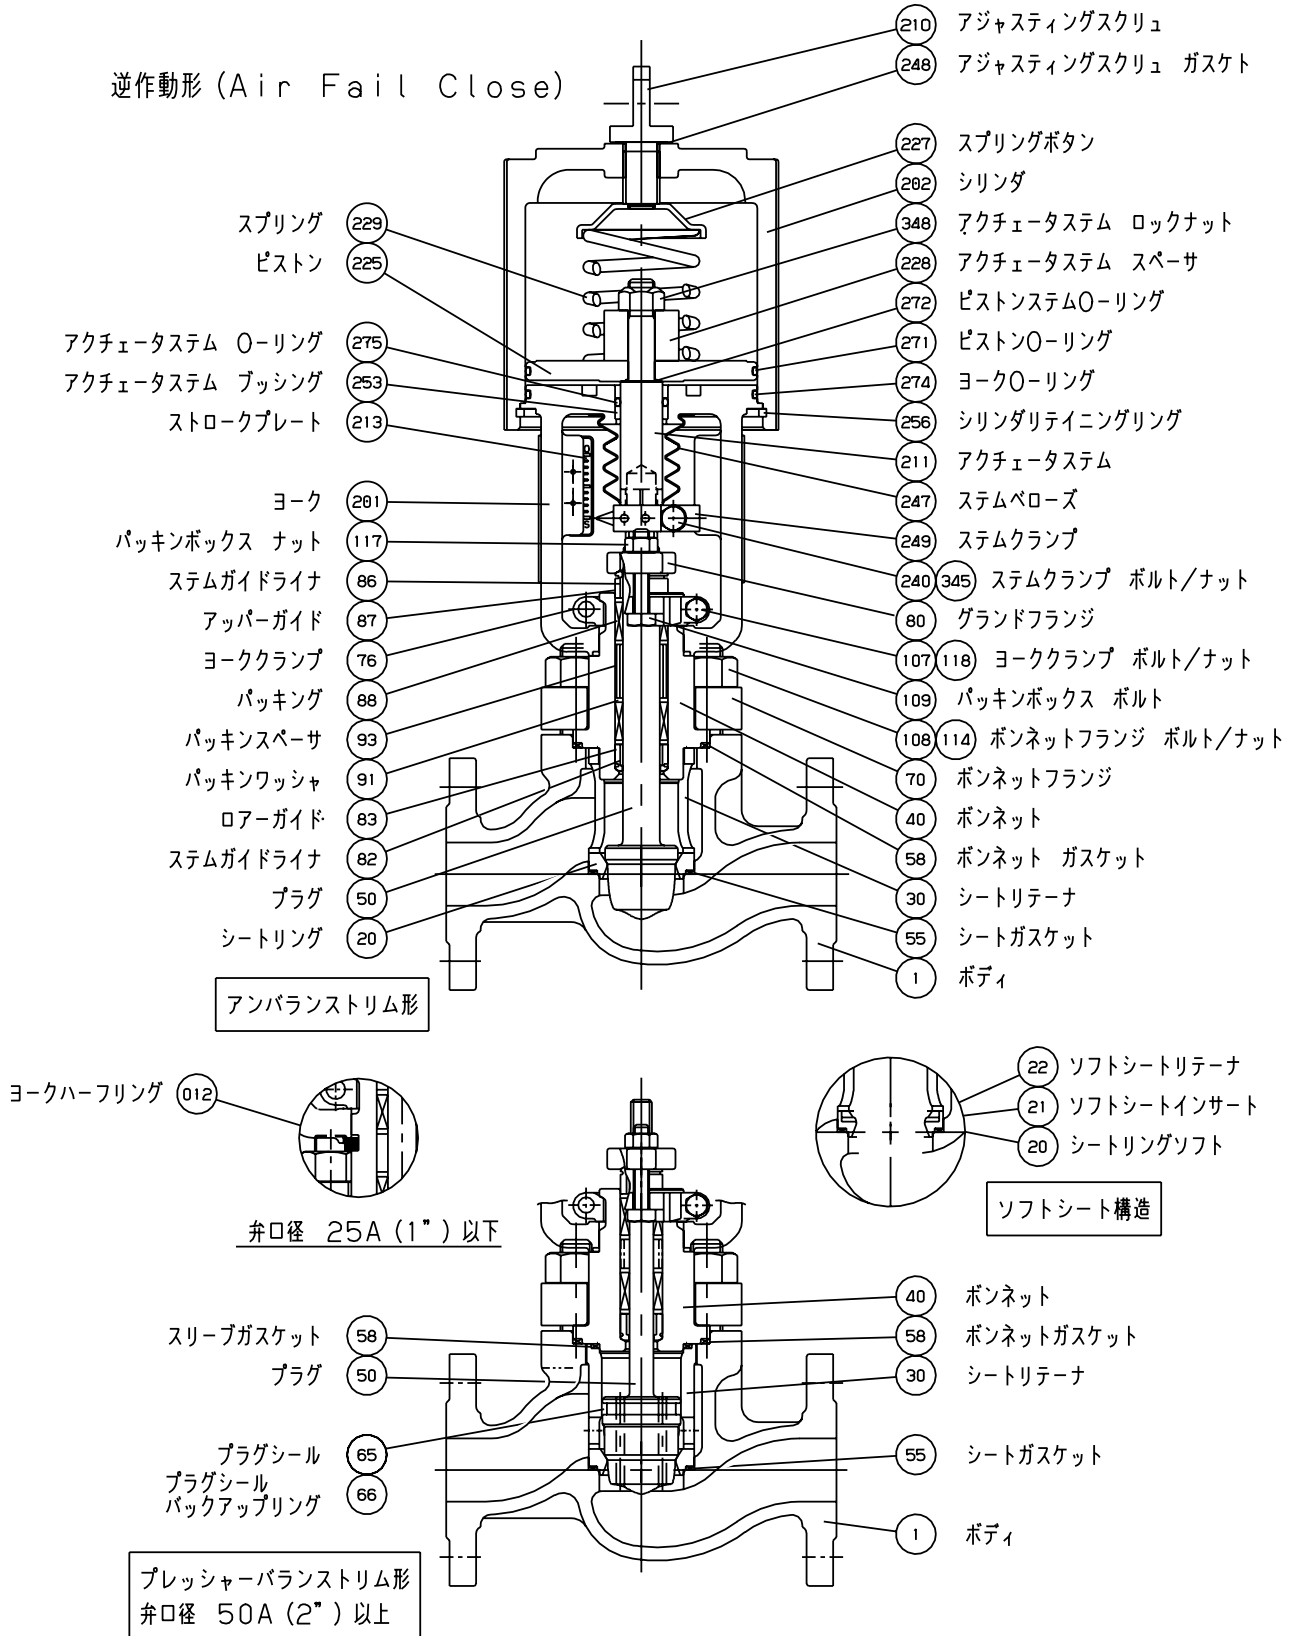 逆作動形 (Air Fail Close)
210 アジャスティングスクリュ
248 アジャスティングスクリュ ガスケト
227 スプリングボタン
202 シリンダ
348 アクチェータステム ロックナット
228 アクチェータステム スペーサ
272 ピストンステムO-リング
271 ピストンO-リング
274 ヨークO-リング
256 シリンダリテイニングリング
211 アクチェータステム
247 ステムベローズ
249 ステムクランプ
240 345 ステムクランプ ボルト/ナット
80 グランドフランジ
107 118 ヨーククランプ ボルト/ナット
109 パッキンボックス ボルト
108 114 ボンネットフランジ ボルト/ナット
70 ボンネットフランジ
40 ボンネット
58 ボンネット ガスケット
30 シートリテーナ
55 シートガスケット
1 ボディ
スプリング 229
ピストン 225
アクチェータステム O-リング 275
アクチェータステム ブッシング 253
ストロークプレート 213
ヨーク 201
パッキンボックス ナット 117
ステムガイドライナ 86
アッパーガイド 87
ヨーククランプ 76
パッキング 88
パッキンスペーサ 93
パッキンワッシャ 91
ロアーガイド 83
ステムガイドライナ 82
プラグ 50
シートリング 20
アンバランストリム形
ヨークハーフリング 012
弁口径 25A (1”) 以下
22 ソフトシートリテーナ
21 ソフトシートインサート
20 シートリングソフト
ソフトシート構造
スリーブガスケット 58
プラグ 50
プラグシール 65
プラグシール
バックアップリング 66
40 ボンネット
58 ボンネットガスケット
30 シートリテーナ
55 シートガスケット
1 ボディ
プレッシャーバランストリム形
弁口径 50A (2”) 以上